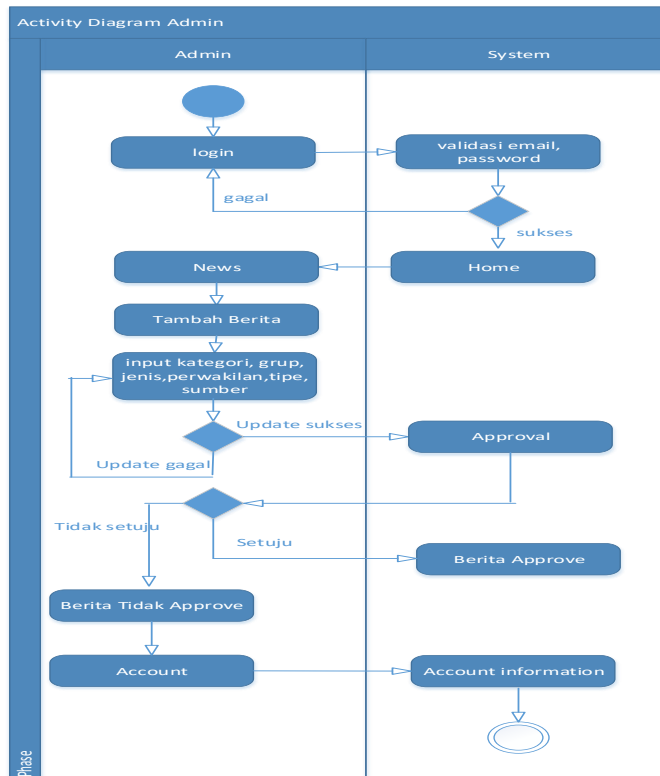 Activity Diagram Admin
Admin
System
login
validasi email,
password
gagal
sukses
News
Home
Tambah Berita
input kategori, grup,
jenis,perwakilan,tipe,
sumber
Update sukses
Approval
Update gagal
Tidak setuju
Setuju
Berita Approve
Berita Tidak Approve
Account
Account information
Phase